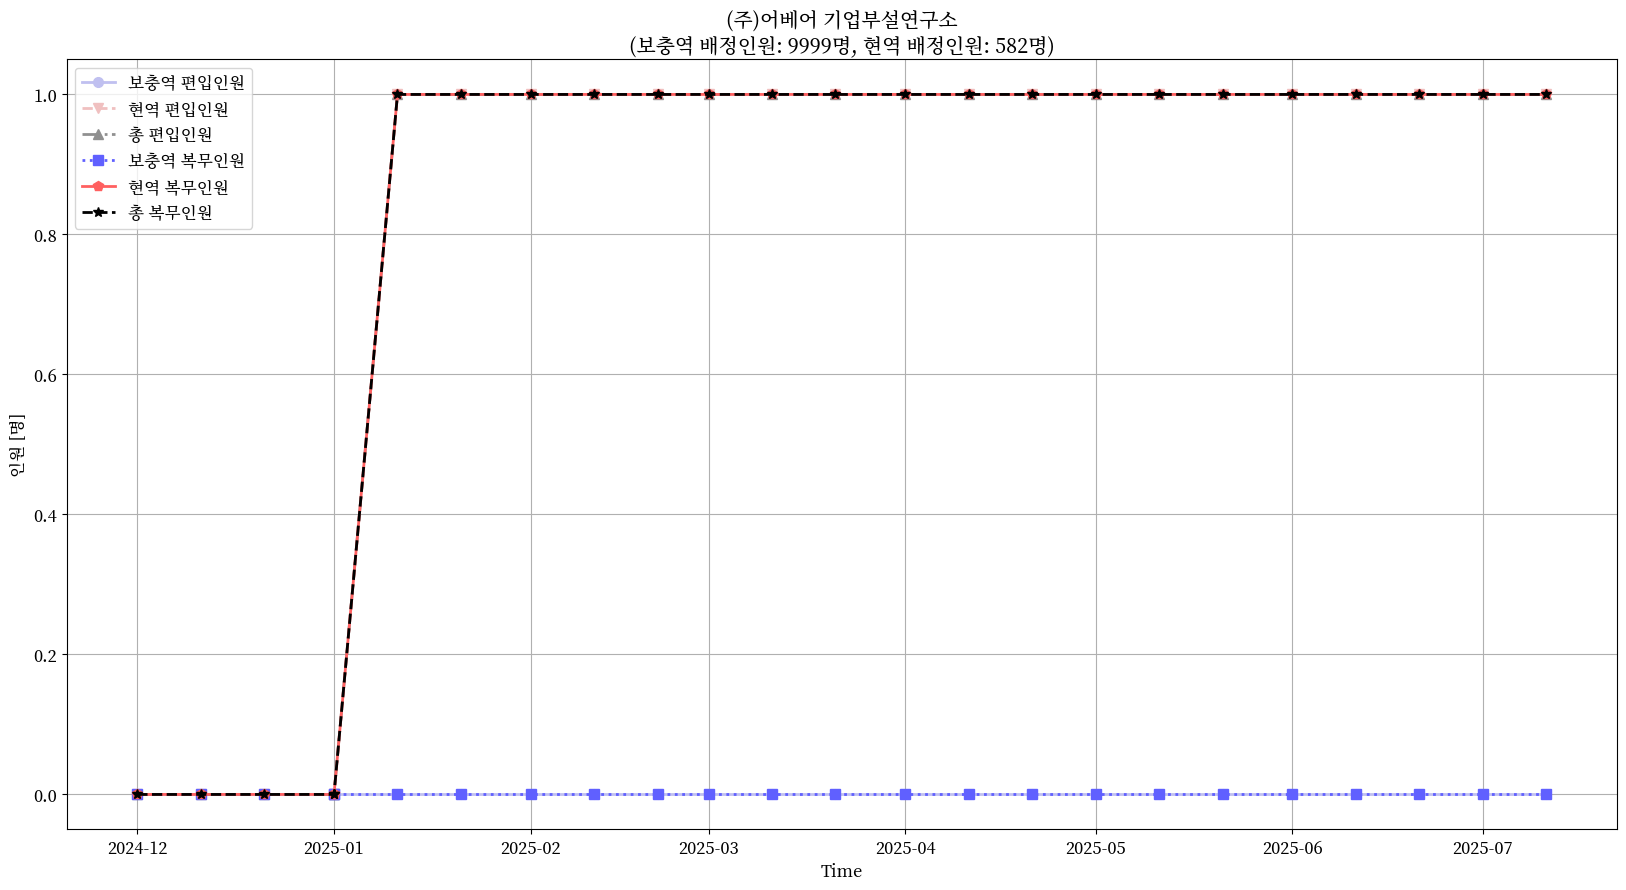 (주)어베어 기업부설연구소
(보충역 배정인원: 9999명, 현역 배정인원: 582명)
보충역 편입인원
현역 편입인원
총 편입인원
보충역 복무인원
현역 복무인원
총 복무인원
1.0
0.8
0.6
0.4
0.2
0.0
인원 [명]
2024-12
2025-01
2025-02
2025-03
2025-04
2025-05
2025-06
2025-07
Time